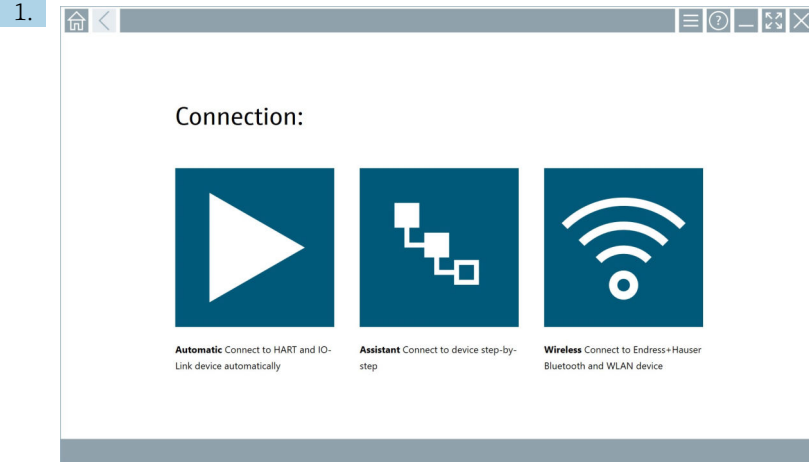 1.
Connection:
Automatic Connect to HART and IO-
Link device automatically
Assistant Connect to device step-by-
step
Wireless Connect to Endress+Hauser
Bluetooth and WLAN device